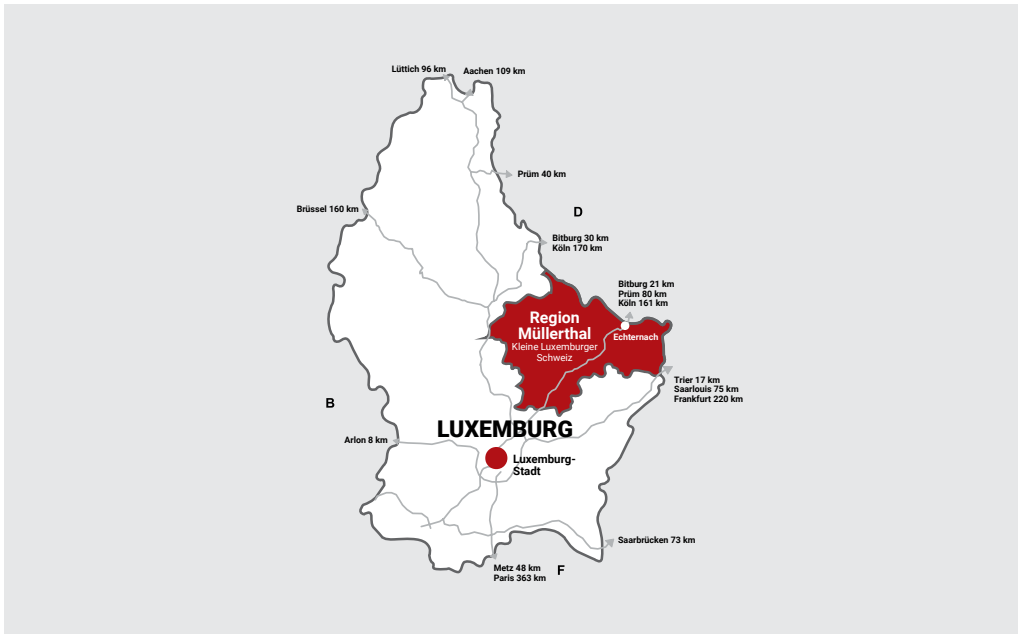 Lüttich 96 km
Aachen 109 km
Prüm 40 km
Brüssel 160 km
D
Bitburg 30 km
Köln 170 km
Bitburg 21 km
Prüm 80 km
Köln 161 km
Region
Müllerthal
Kleine Luxemburger
Schweiz
Echternach
Trier 17 km
Saarlouis 75 km
Frankfurt 220 km
B
LUXEMBURG
Arlon 8 km
Luxemburg-
Stadt
Saarbrücken 73 km
Metz 48 km
Paris 363 km
F